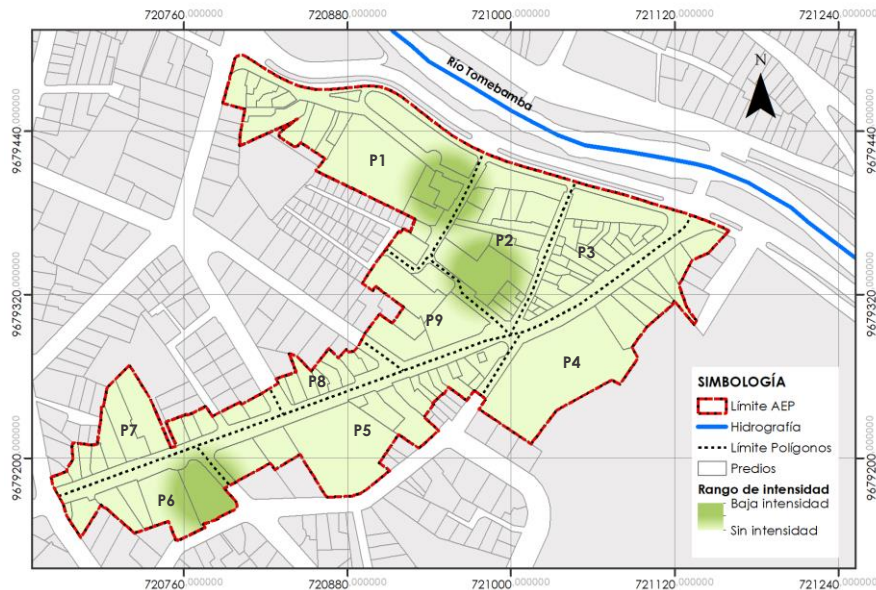 720760,000000 720880,000000 721000,000000 721120,000000 721240,000000
Río Tomebamba
N
9679440,000000 9679440,000000
P1
P2
P3
9679320,000000 9679320,000000
P9
P4
P8
P7
P5
P6
9679200,000000 9679200,000000
SIMBOLOGÍA
Límite AEP
Hidrografía
Límite Polígonos
Predios
Rango de intensidad
Baja intensidad
Sin intensidad
720760,000000 720880,000000 721000,000000 721120,000000 721240,000000